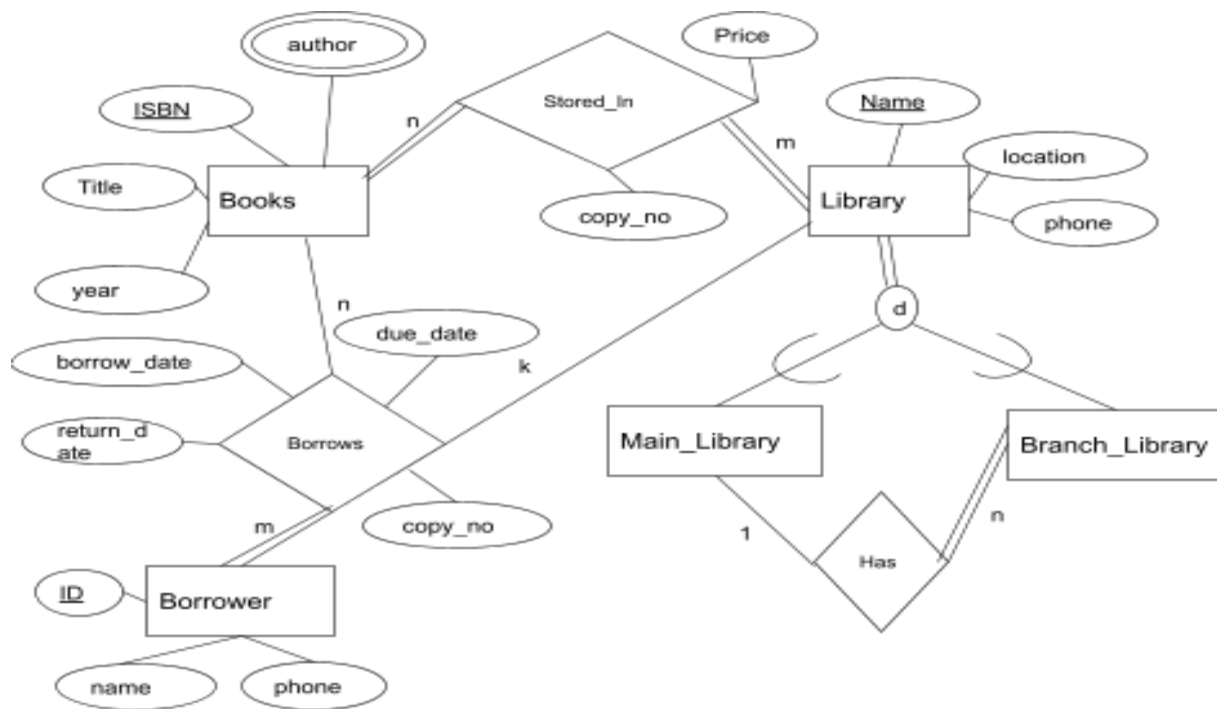 author
Price
Stored_In
ISBN
Name
n
m
location
Title
Books
Library
copy_no
phone
year
n
due_date
d
borrow_date
k
return_d
ate
Borrows
Main_Library
Branch_Library
m
copy_no
1
n
Has
ID
Borrower
name
phone